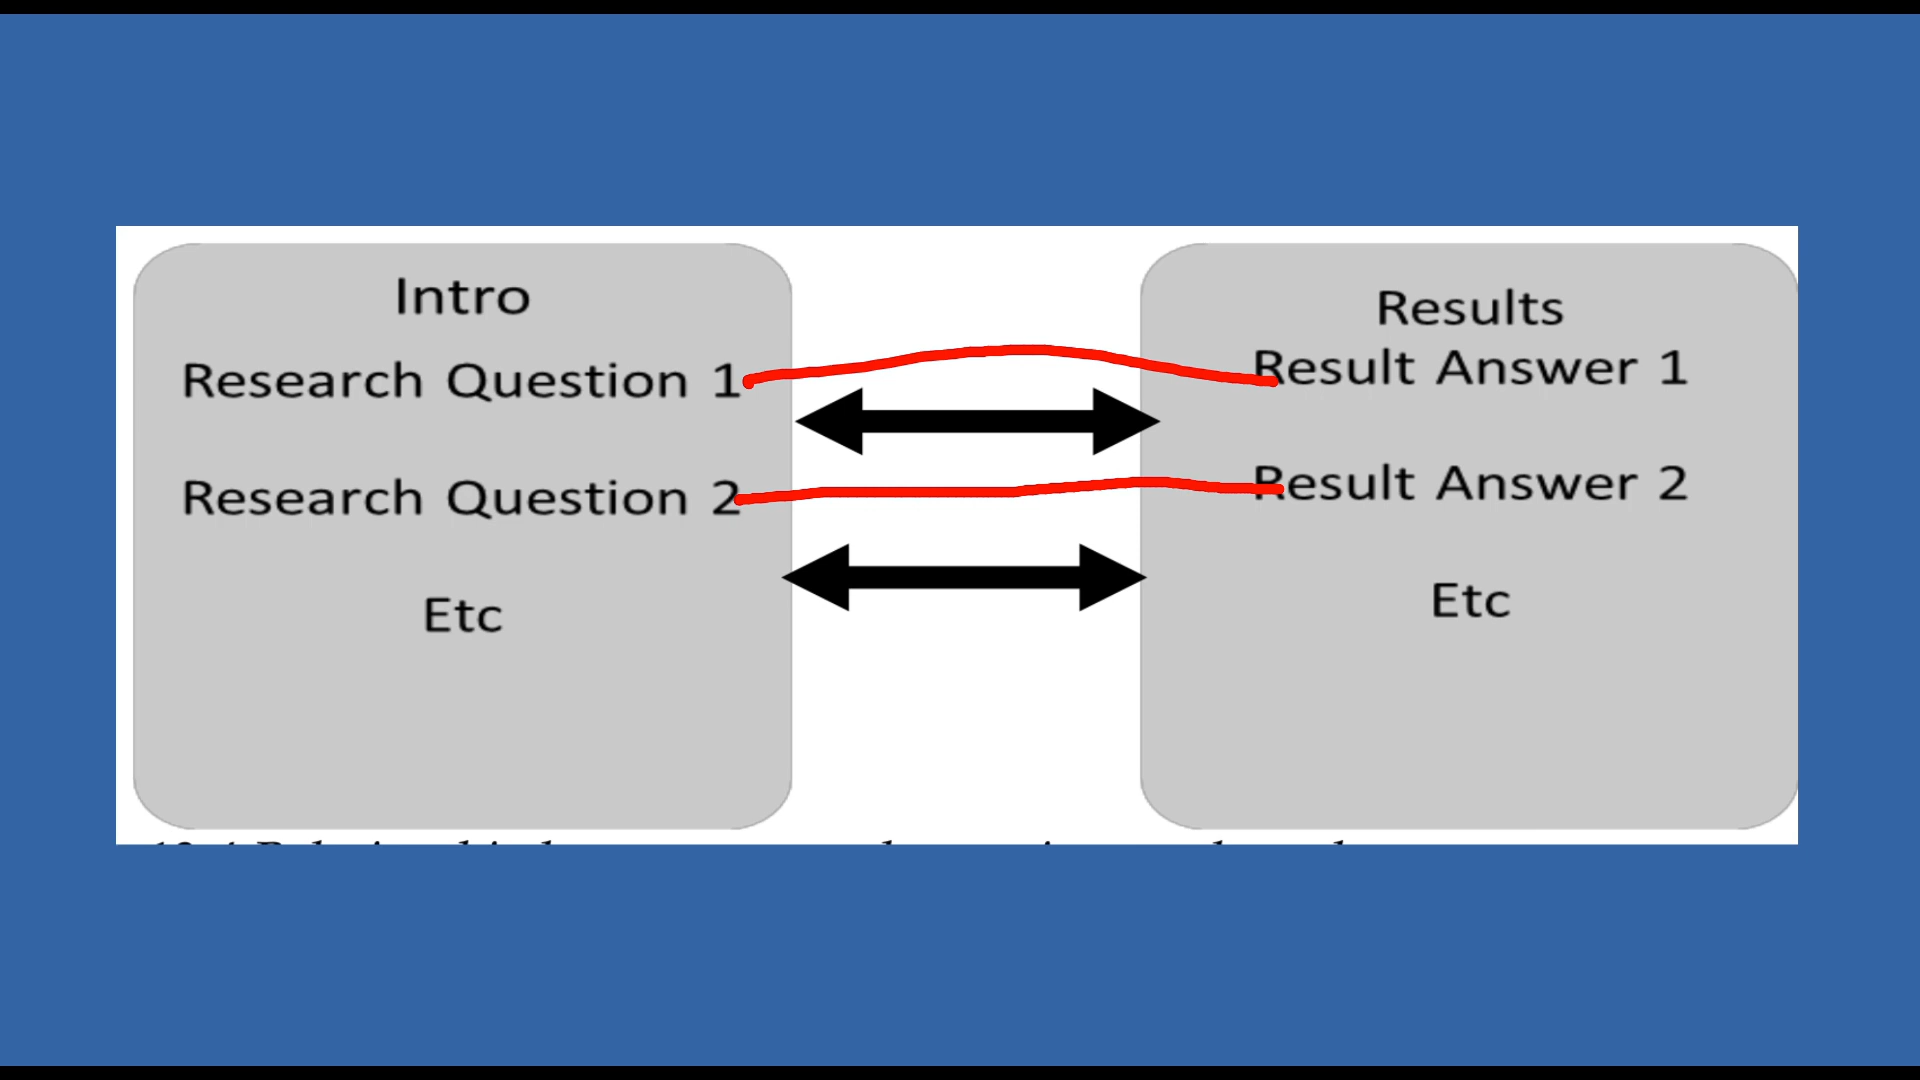 Intro
Research Question 1
Research Question 2
Etc
Results
Result Answer 1
Result Answer 2
Etc